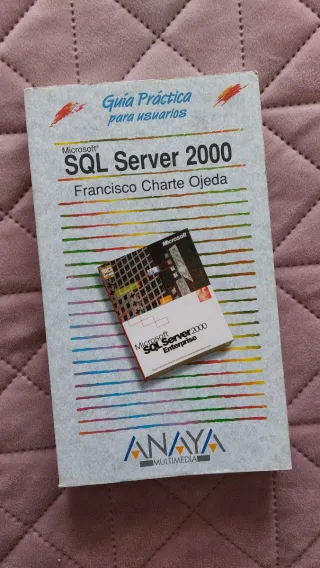 Guía Práctica
para usuarios
Microsoft®
SQL Server 2000
Francisco Charte Ojeda
Microsoft
Microsoft
SQL Server 2000
Enterprise
ANAYA
MULTIMEDIA